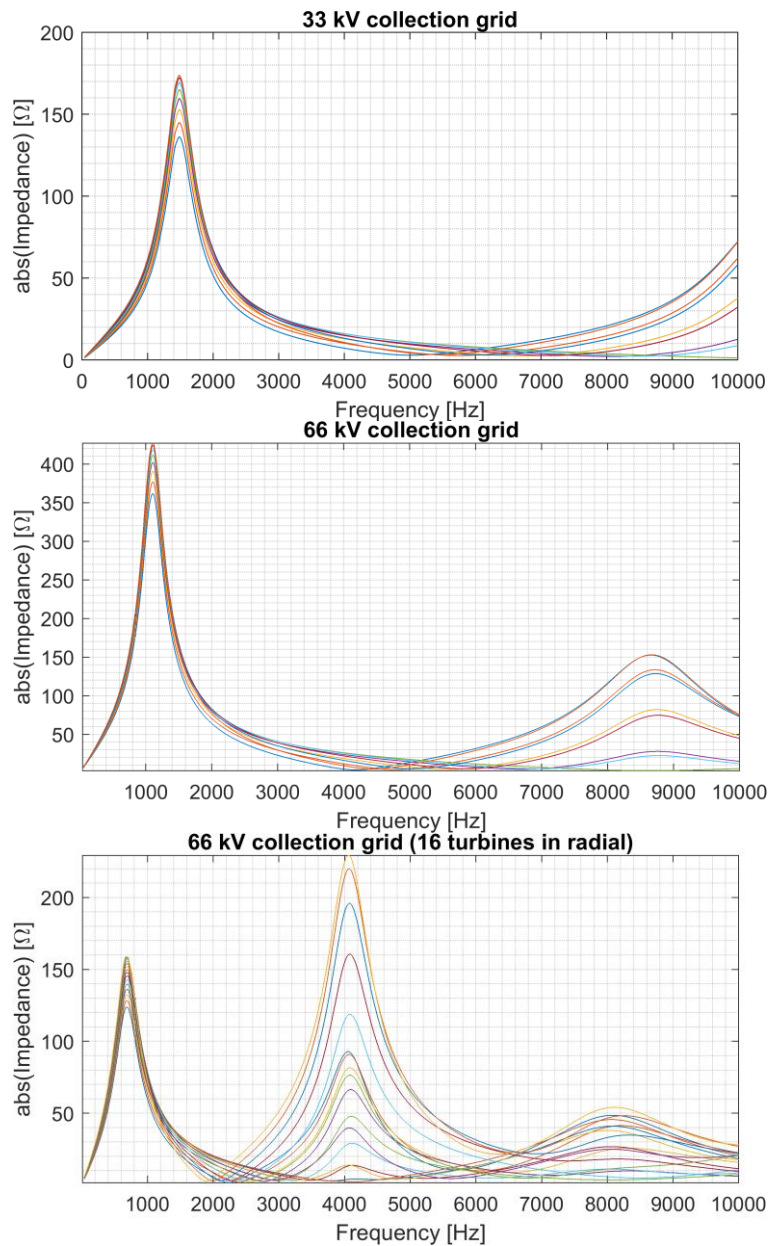 33 kV collection grid
abs(Impedance) [Ω]
200
150
100
50
0
0 1000 2000 3000 4000 5000 6000 7000 8000 9000 10000
Frequency [Hz]
66 kV collection grid
abs(Impedance) [Ω]
400
350
300
250
200
150
100
50
1000 2000 3000 4000 5000 6000 7000 8000 9000 10000
Frequency [Hz]
66 kV collection grid (16 turbines in radial)
abs(Impedance) [Ω]
200
150
100
50
1000 2000 3000 4000 5000 6000 7000 8000 9000 10000
Frequency [Hz]